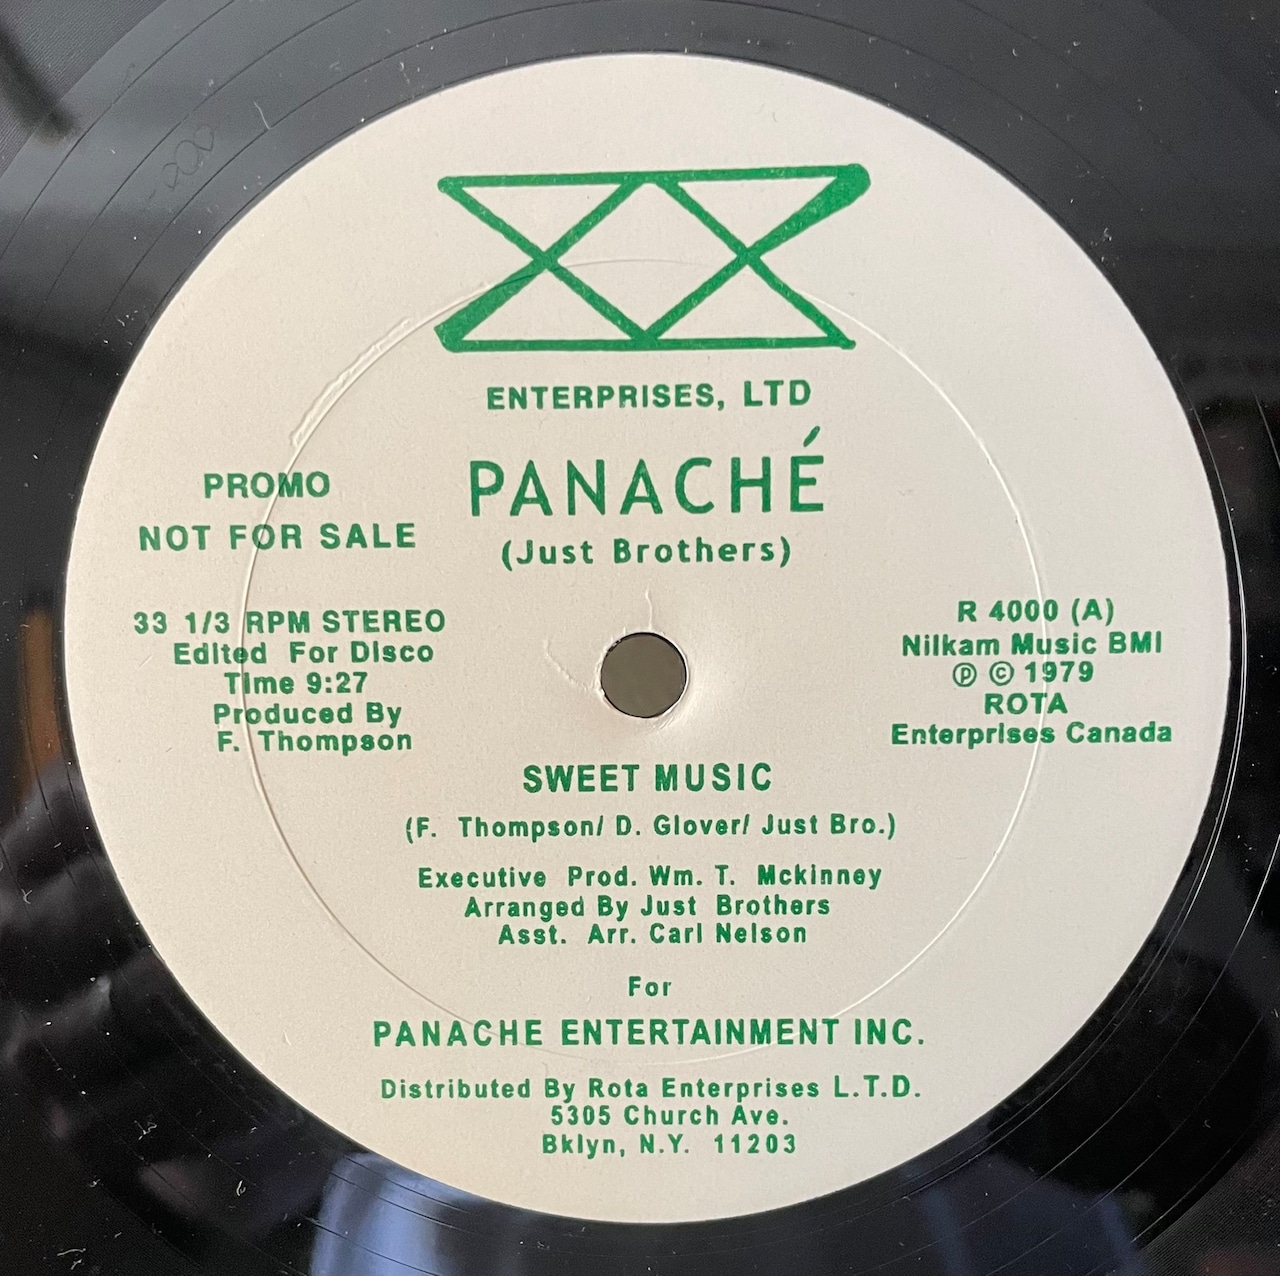 ENTERPRISES, LTD
PANACHÉ
(Just Brothers)
PROMO
NOT FOR SALE
33 1/3 RPM STEREO
Edited For Disco
Time 9:27
Produced By
F. Thompson
R 4000 (A)
Nilkam Music BMI
℗ © 1979
ROTA
Enterprises Canada
SWEET MUSIC
(F. Thompson/ D. Glover/ Just Bro.)
Executive Prod. Wm. T. Mckinney
Arranged By Just Brothers
Asst. Arr. Carl Nelson
For
PANACHE ENTERTAINMENT INC.
Distributed By Rota Enterprises L.T.D.
5305 Church Ave.
Bklyn, N.Y. 11203